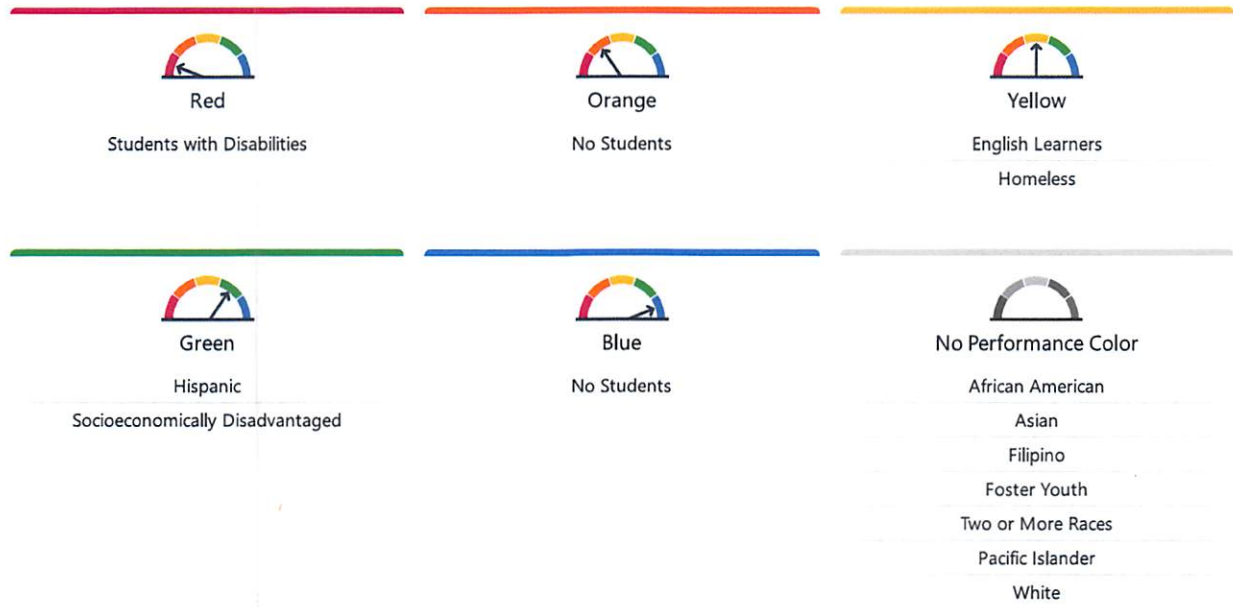 Red
Students with Disabilities
Orange
No Students
Yellow
English Learners
Homeless
Green
Hispanic
Socioeconomically Disadvantaged
Blue
No Students
No Performance Color
African American
Asian
Filipino
Foster Youth
Two or More Races
Pacific Islander
White